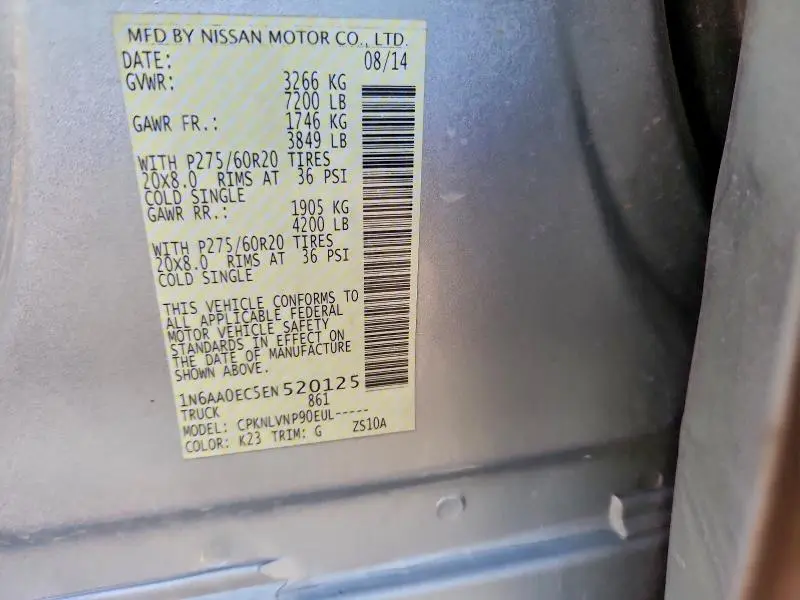 MFD BY NISSAN MOTOR CO., LTD.
DATE: 08/14
GVWR: 3266 KG
7200 LB
GAWR FR.: 1746 KG
3849 LB
WITH P275/60R20 TIRES
20X8.0 RIMS AT 36 PSI
COLD SINGLE
GAWR RR.: 1905 KG
4200 LB
WITH P275/60R20 TIRES
20X8.0 RIMS AT 36 PSI
COLD SINGLE
THIS VEHICLE CONFORMS TO
ALL APPLICABLE FEDERAL
MOTOR VEHICLE SAFETY
STANDARDS IN EFFECT ON
THE DATE OF MANUFACTURE
SHOWN ABOVE.
1N6AA0EC5EN520125
TRUCK 861
MODEL: CPKNLVNP90EUL-----
COLOR: K23 TRIM: G ZS10A